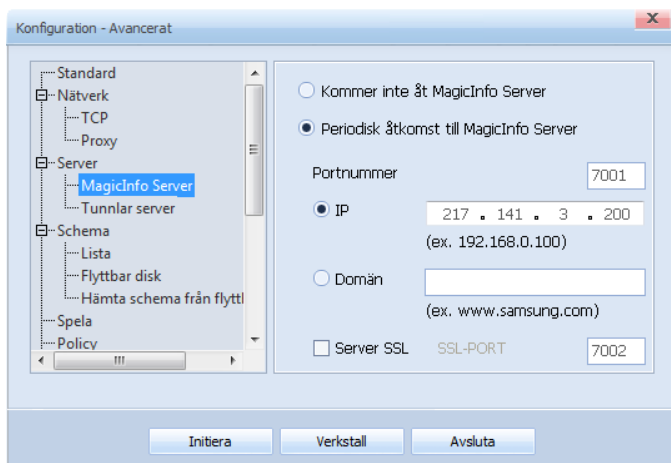 Konfiguration - Avancerat
x
Standard
Nätverk
TCP
Proxy
Server
MagicInfo Server
Tunnlar server
Schema
Lista
Flyttbar disk
Hämta schema från flyttl
Spela
Policy
Kommer inte åt MagicInfo Server
Periodisk åtkomst till MagicInfo Server
Portnummer 7001
IP 217 . 141 . 3 . 200
(ex. 192.168.0.100)
Domän
(ex. www.samsung.com)
Server SSL SSL-PORT 7002
Initiera Verkstall Avsluta